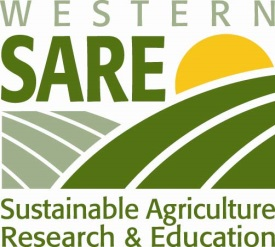 WESTERN
SARE
Sustainable Agriculture
Research & Education